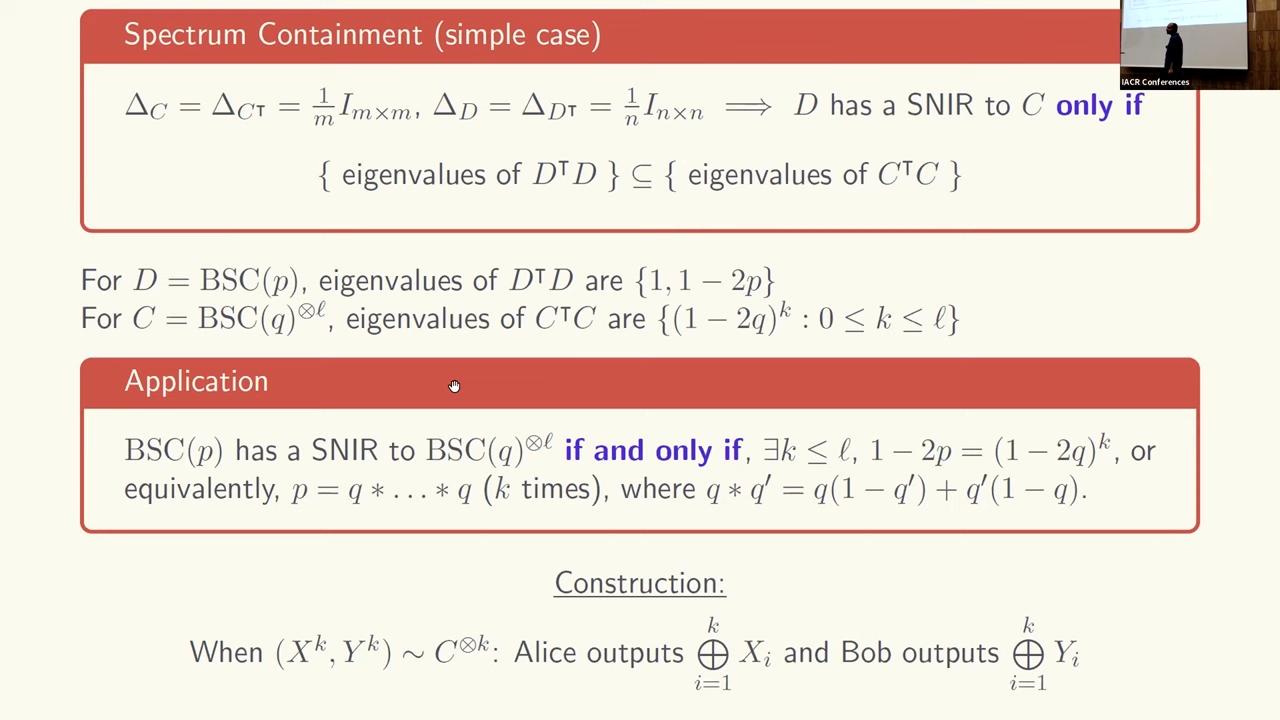 Spectrum Containment (simple case)
IACR Conferences
Δ_C = Δ_{C⊺} = 1/m I_{m×m}, Δ_D = Δ_{D⊺} = 1/n I_{n×n} ⟹ D has a SNIR to C only if
{ eigenvalues of D⊺D } ⊆ { eigenvalues of C⊺C }
For D = BSC(p), eigenvalues of D⊺D are {1, 1 − 2p}
For C = BSC(q)^{⊗ℓ}, eigenvalues of C⊺C are {(1 − 2q)^k : 0 ≤ k ≤ ℓ}
Application
BSC(p) has a SNIR to BSC(q)^{⊗ℓ} if and only if, ∃k ≤ ℓ, 1 − 2p = (1 − 2q)^k, or
equivalently, p = q ∗ … ∗ q (k times), where q ∗ q′ = q(1 − q′) + q′(1 − q).
Construction:
When (X^k, Y^k) ∼ C^{⊗k}: Alice outputs ⊕_{i=1}^{k} X_i and Bob outputs ⊕_{i=1}^{k} Y_i